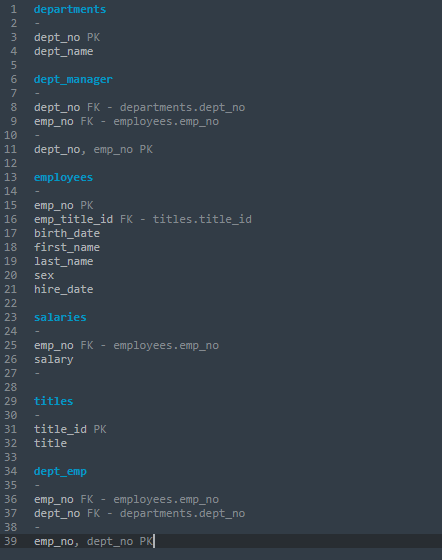 1 departments
2 -
3 dept_no PK
4 dept_name
5
6 dept_manager
7 -
8 dept_no FK - departments.dept_no
9 emp_no FK - employees.emp_no
10 -
11 dept_no, emp_no PK
12
13 employees
14 -
15 emp_no PK
16 emp_title_id FK - titles.title_id
17 birth_date
18 first_name
19 last_name
20 sex
21 hire_date
22
23 salaries
24 -
25 emp_no FK - employees.emp_no
26 salary
27 -
28
29 titles
30 -
31 title_id PK
32 title
33
34 dept_emp
35 -
36 emp_no FK - employees.emp_no
37 dept_no FK - departments.dept_no
38 -
39 emp_no, dept_no PK